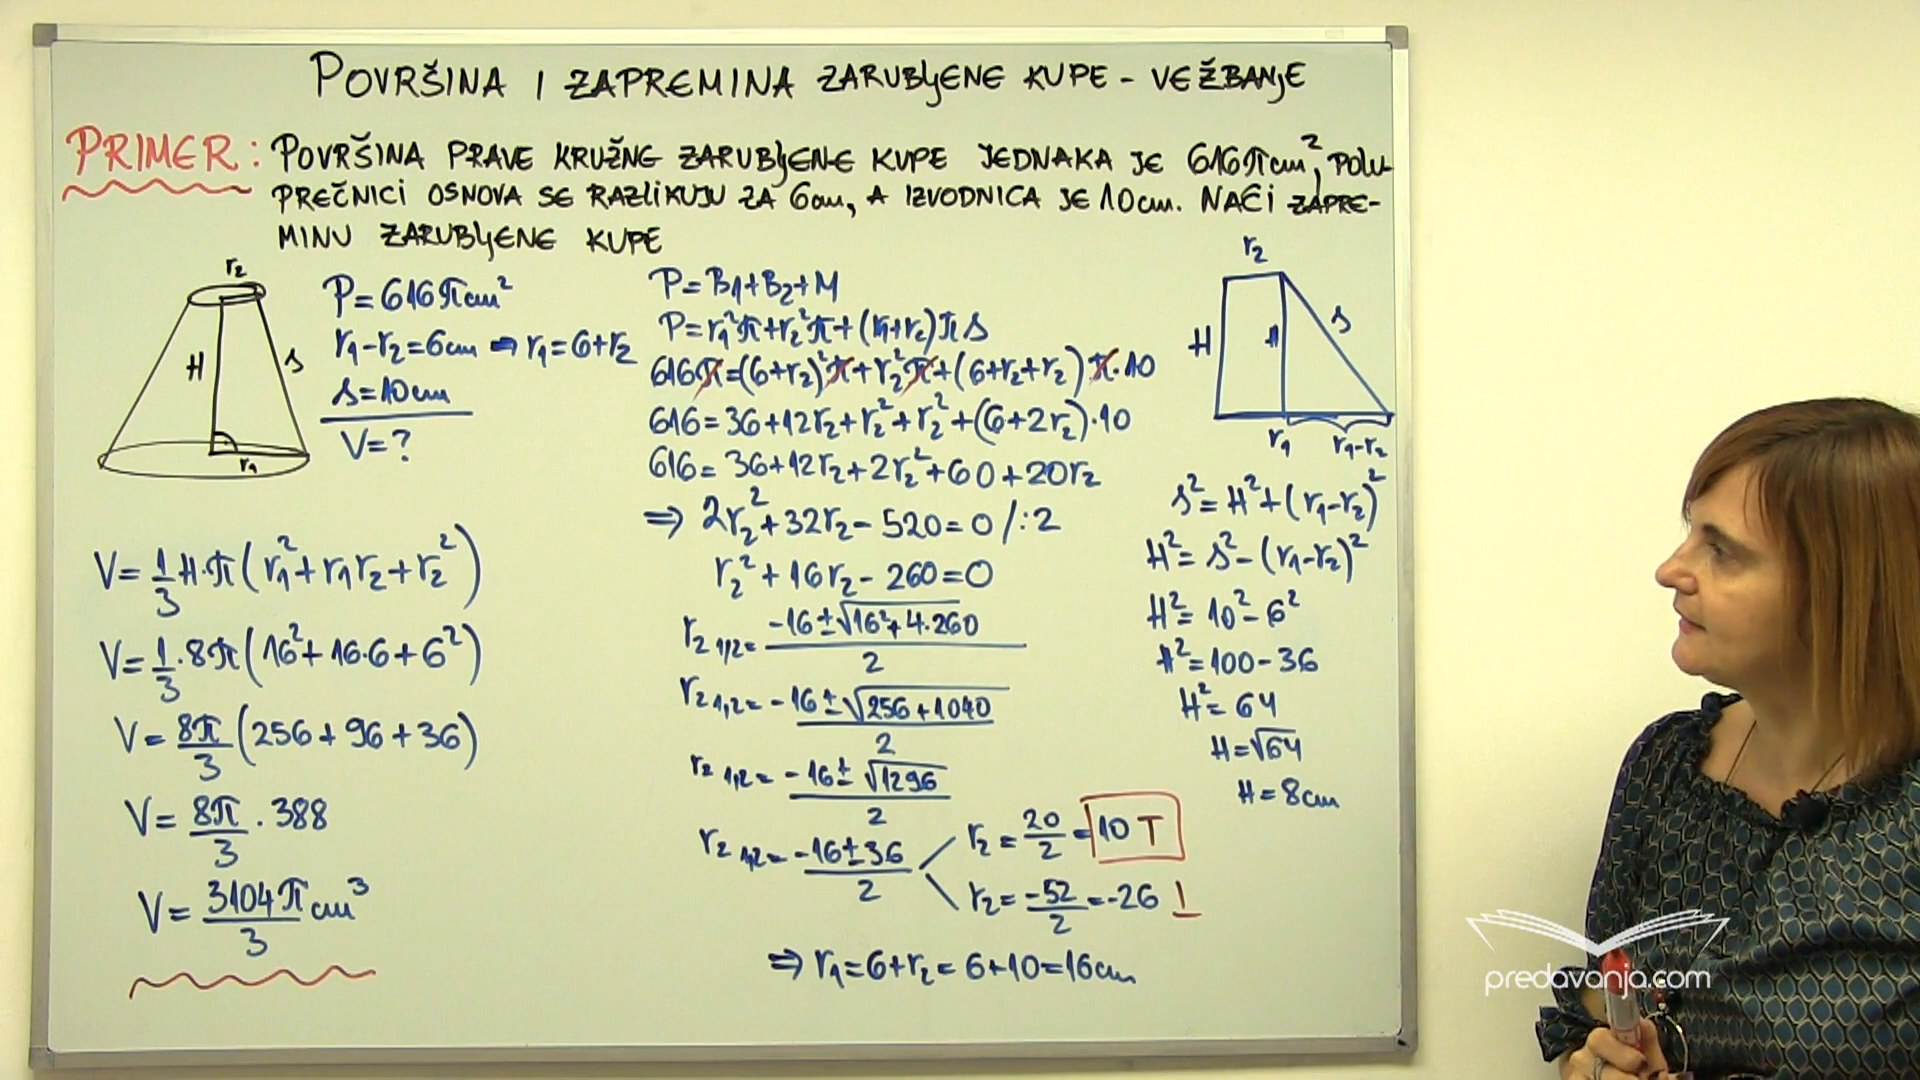 POVRŠINA I ZAPREMINA ZARUBLJENE KUPE - VEŽBANJE
PRIMER: POVRŠINA PRAVE KRUŽNE ZARUBLJENE KUPE JEDNAKA JE 616πcm², POLU-
PREČNICI OSNOVA SE RAZLIKUJU ZA 6cm, A IZVODNICA JE 10cm. NAĆI ZAPRE-
MINU ZARUBLJENE KUPE
r₂
H
s
r₁
P=616πcm²
r₁-r₂=6cm ⇒ r₁=6+r₂
s=10cm
V=?
V=1/3 H·π(r₁²+r₁r₂+r₂²)
V=1/3·8π(16²+16·6+6²)
V=8π/3(256+96+36)
V=8π/3·388
V=3104π/3 cm³
P=B₁+B₂+M
P=r₁²π+r₂²π+(r₁+r₂)πs
616π=(6+r₂)²π+r₂²π+(6+r₂+r₂)π·10
616=36+12r₂+r₂²+r₂²+(6+2r₂)·10
616=36+12r₂+2r₂²+60+20r₂
⇒ 2r₂²+32r₂-520=0 /:2
r₂²+16r₂-260=0
r₂ 1/2=-16±√16²+4·260/2
r₂ 1,2=-16±√256+1040/2
r₂ 1,2=-16±√1296/2
r₂ 1,2=-16±36/2
r₂=20/2=10 T
r₂=-52/2=-26 ⊥
⇒ r₁=6+r₂=6+10=16cm
r₂
H
H
s
r₁
r₁-r₂
s²=H²+(r₁-r₂)²
H²=s²-(r₁-r₂)²
H²=10²-6²
H²=100-36
H²=64
H=√64
H=8cm
predavanja.com